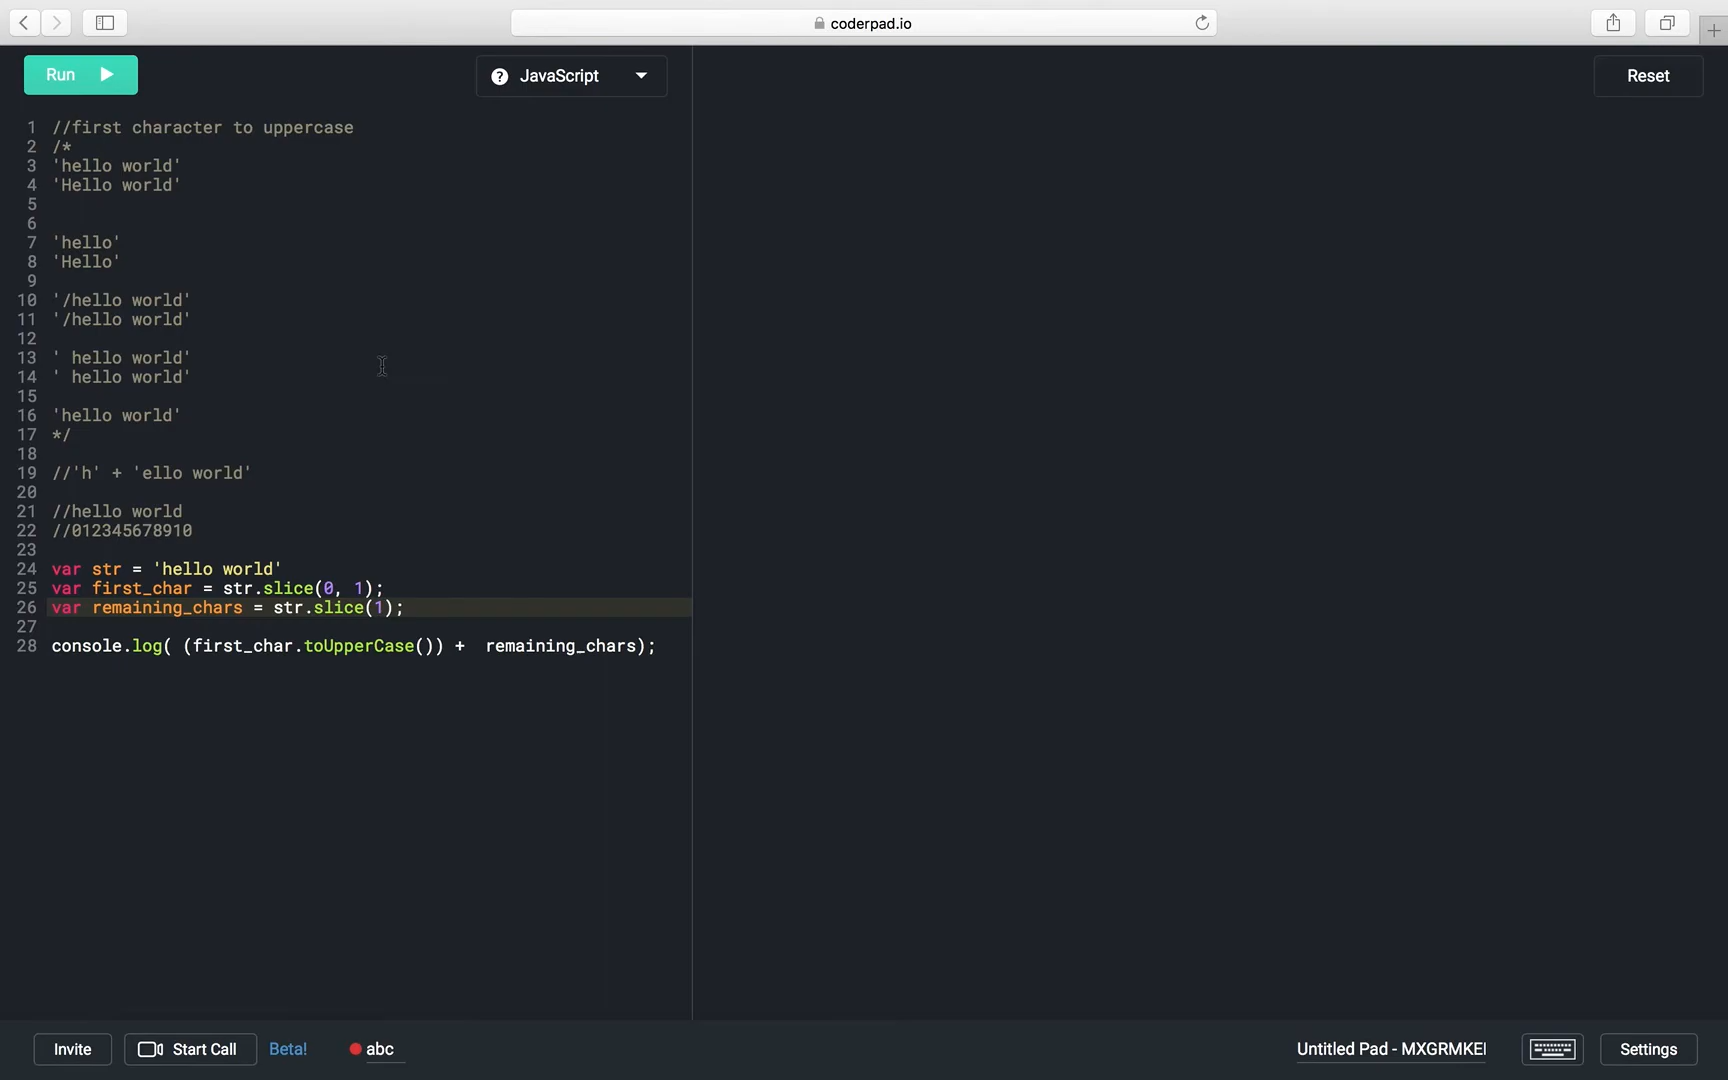 coderpad.io
Run
JavaScript
Reset
1 //first character to uppercase
2 /*
3 'hello world'
4 'Hello world'
5
6
7 'hello'
8 'Hello'
9
10 '/hello world'
11 '/hello world'
12
13 ' hello world'
14 ' hello world'
15
16 'hello world'
17 */
18
19 //'h' + 'ello world'
20
21 //hello world
22 //012345678910
23
24 var str = 'hello world'
25 var first_char = str.slice(0, 1);
26 var remaining_chars = str.slice(1);
27
28 console.log( (first_char.toUpperCase()) +  remaining_chars);
Invite
Start Call
Beta!
abc
Untitled Pad - MXGRMKEI
Settings